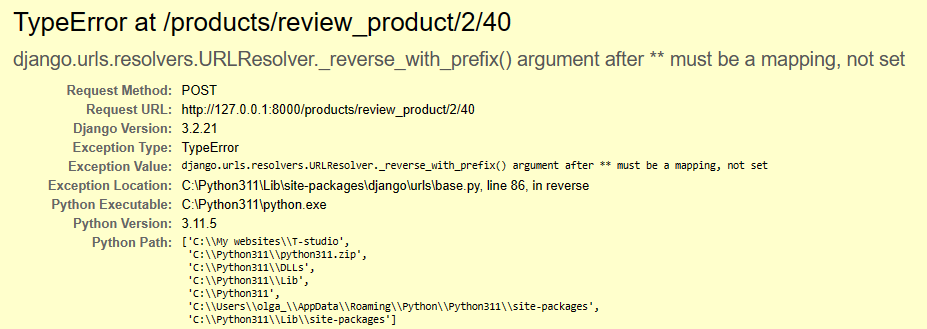 TypeError at /products/review_product/2/40
django.urls.resolvers.URLResolver._reverse_with_prefix() argument after ** must be a mapping, not set
Request Method: POST
Request URL: http://127.0.0.1:8000/products/review_product/2/40
Django Version: 3.2.21
Exception Type: TypeError
Exception Value: django.urls.resolvers.URLResolver._reverse_with_prefix() argument after ** must be a mapping, not set
Exception Location: C:\Python311\Lib\site-packages\django\urls\base.py, line 86, in reverse
Python Executable: C:\Python311\python.exe
Python Version: 3.11.5
Python Path: ['C:\\My websites\\T-studio',
'C:\\Python311\\python311.zip',
'C:\\Python311\\DLLs',
'C:\\Python311\\Lib',
'C:\\Python311',
'C:\\Users\\olga_\\AppData\\Roaming\\Python\\Python311\\site-packages',
'C:\\Python311\\Lib\\site-packages']